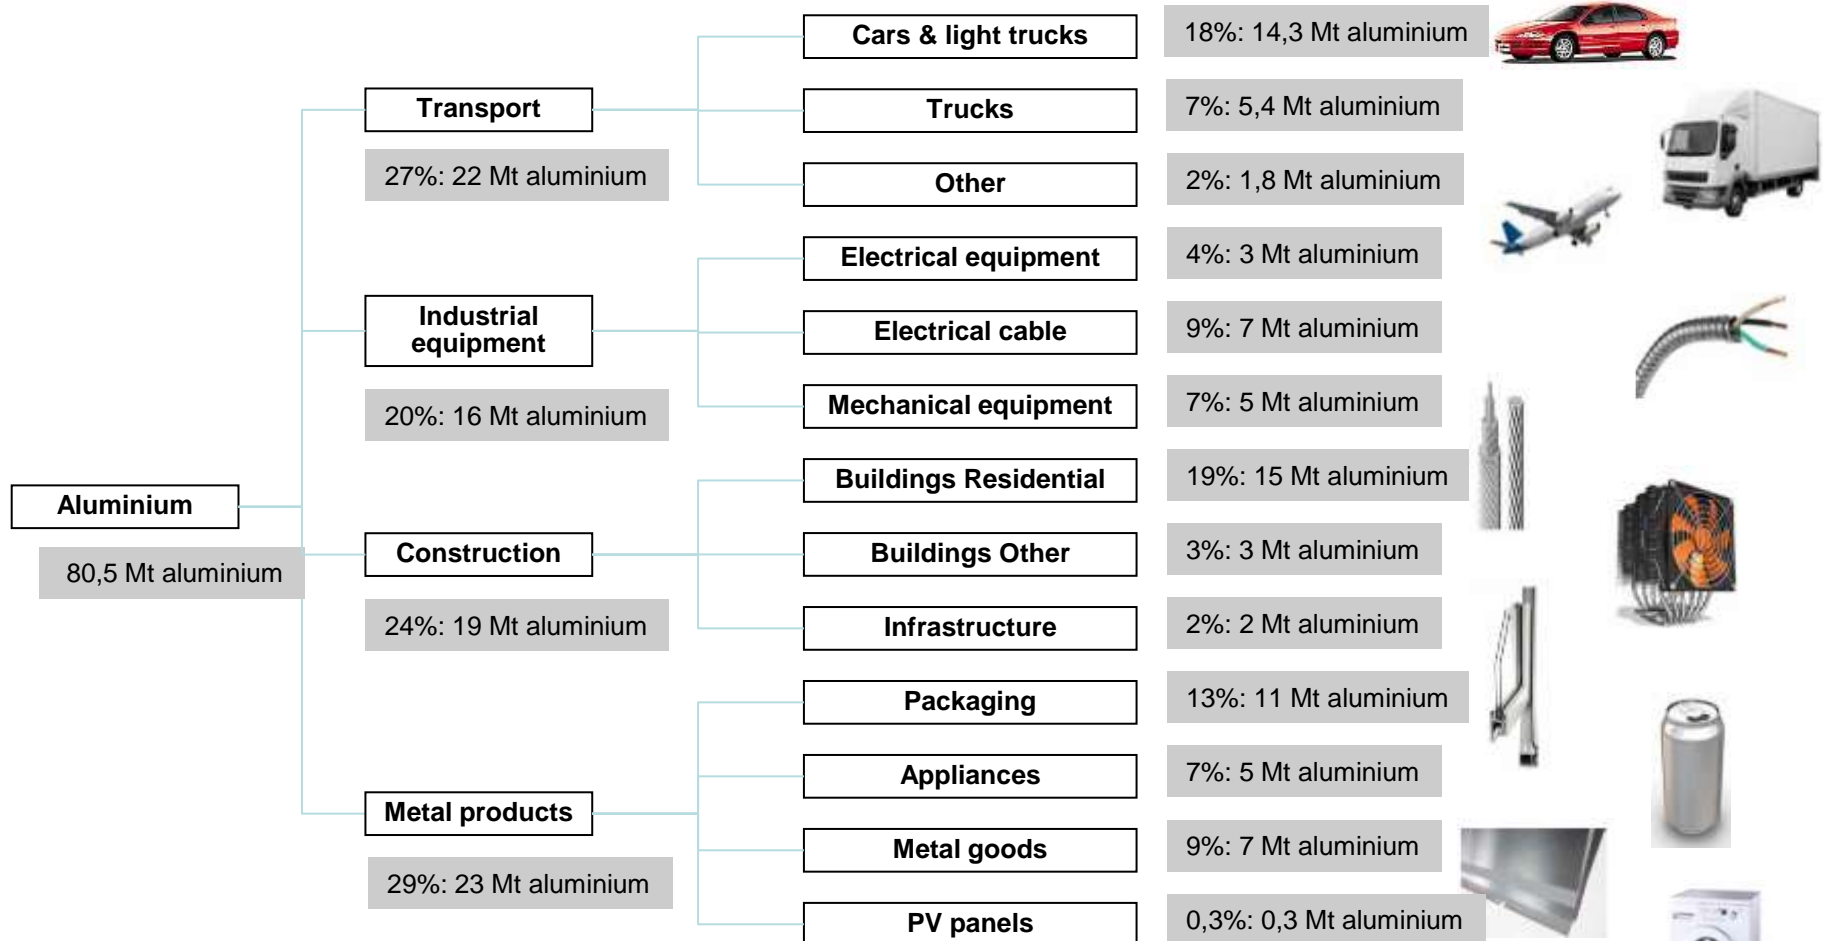 Cars & light trucks
18%: 14,3 Mt aluminium
Transport
27%: 22 Mt aluminium
Trucks
7%: 5,4 Mt aluminium
Other
2%: 1,8 Mt aluminium
Electrical equipment
4%: 3 Mt aluminium
Industrial
equipment
20%: 16 Mt aluminium
Electrical cable
9%: 7 Mt aluminium
Mechanical equipment
7%: 5 Mt aluminium
Aluminium
80,5 Mt aluminium
Buildings Residential
19%: 15 Mt aluminium
Construction
24%: 19 Mt aluminium
Buildings Other
3%: 3 Mt aluminium
Infrastructure
2%: 2 Mt aluminium
Packaging
13%: 11 Mt aluminium
Metal products
29%: 23 Mt aluminium
Appliances
7%: 5 Mt aluminium
Metal goods
9%: 7 Mt aluminium
PV panels
0,3%: 0,3 Mt aluminium